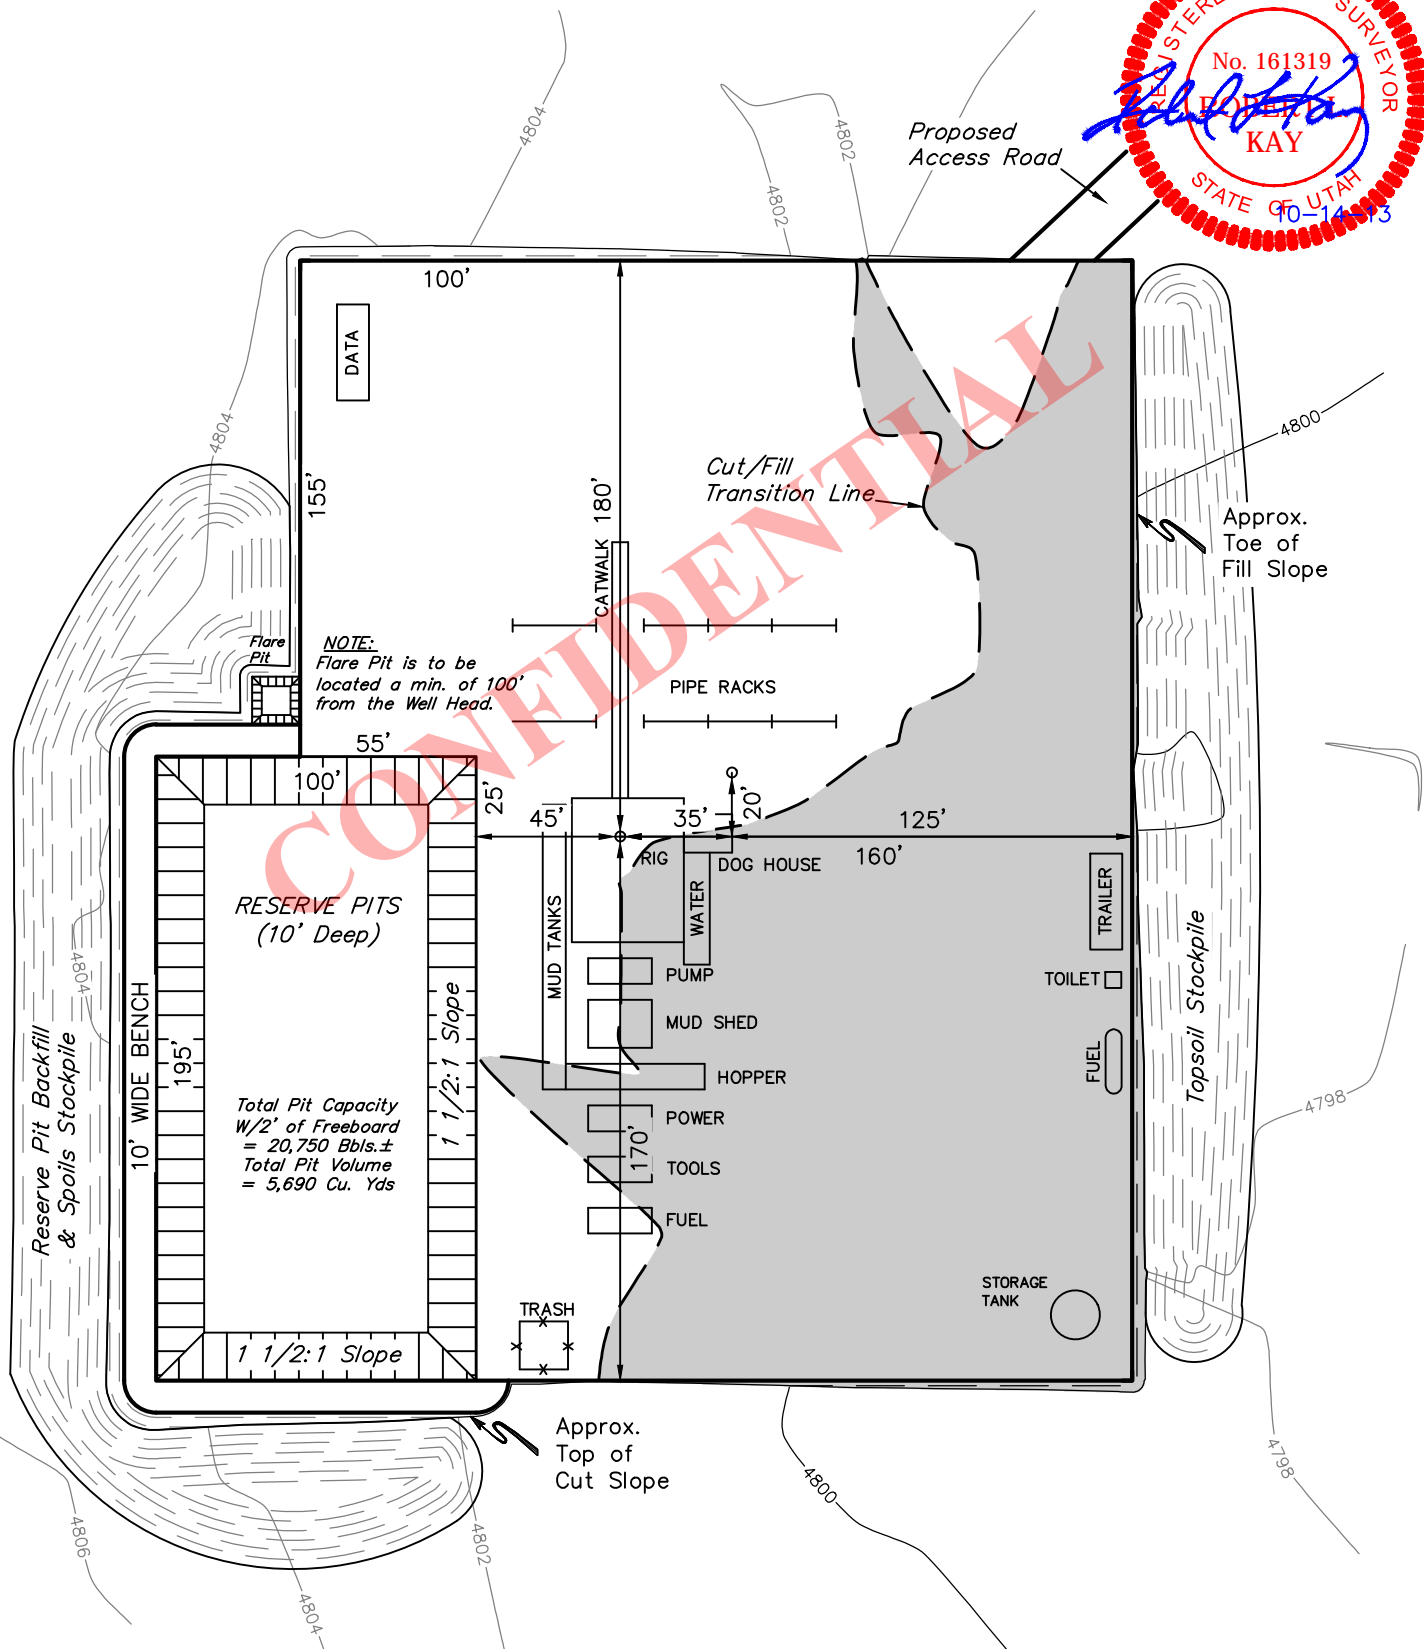 REGISTERED
SURVEYOR
No. 161319
ROBERT L.
KAY
STATE OF UTAH
10-14-13
Proposed
Access Road
4804
4802
4802
100'
DATA
4804
155'
180'
CATWALK
Cut/Fill
Transition Line
4800
Approx.
Toe of
Fill Slope
CONFIDENTIAL
Flare
Pit
NOTE:
Flare Pit is to be
located a min. of 100'
from the Well Head.
PIPE RACKS
55'
100'
25'
45'
35'
20'
125'
160'
RIG
DOG HOUSE
WATER
MUD TANKS
TRAILER
RESERVE PITS
(10' Deep)
4804
10' WIDE BENCH
195'
1 1/2:1 Slope
PUMP
MUD SHED
HOPPER
POWER
170'
TOOLS
FUEL
TOILET
FUEL
Topsoil Stockpile
Reserve Pit Backfill
& Spoils Stockpile
Total Pit Capacity
W/2' of Freeboard
= 20,750 Bbls.±
Total Pit Volume
= 5,690 Cu. Yds
4798
STORAGE
TANK
TRASH
1 1/2:1 Slope
Approx.
Top of
Cut Slope
4800
4798
4806
4804
4802